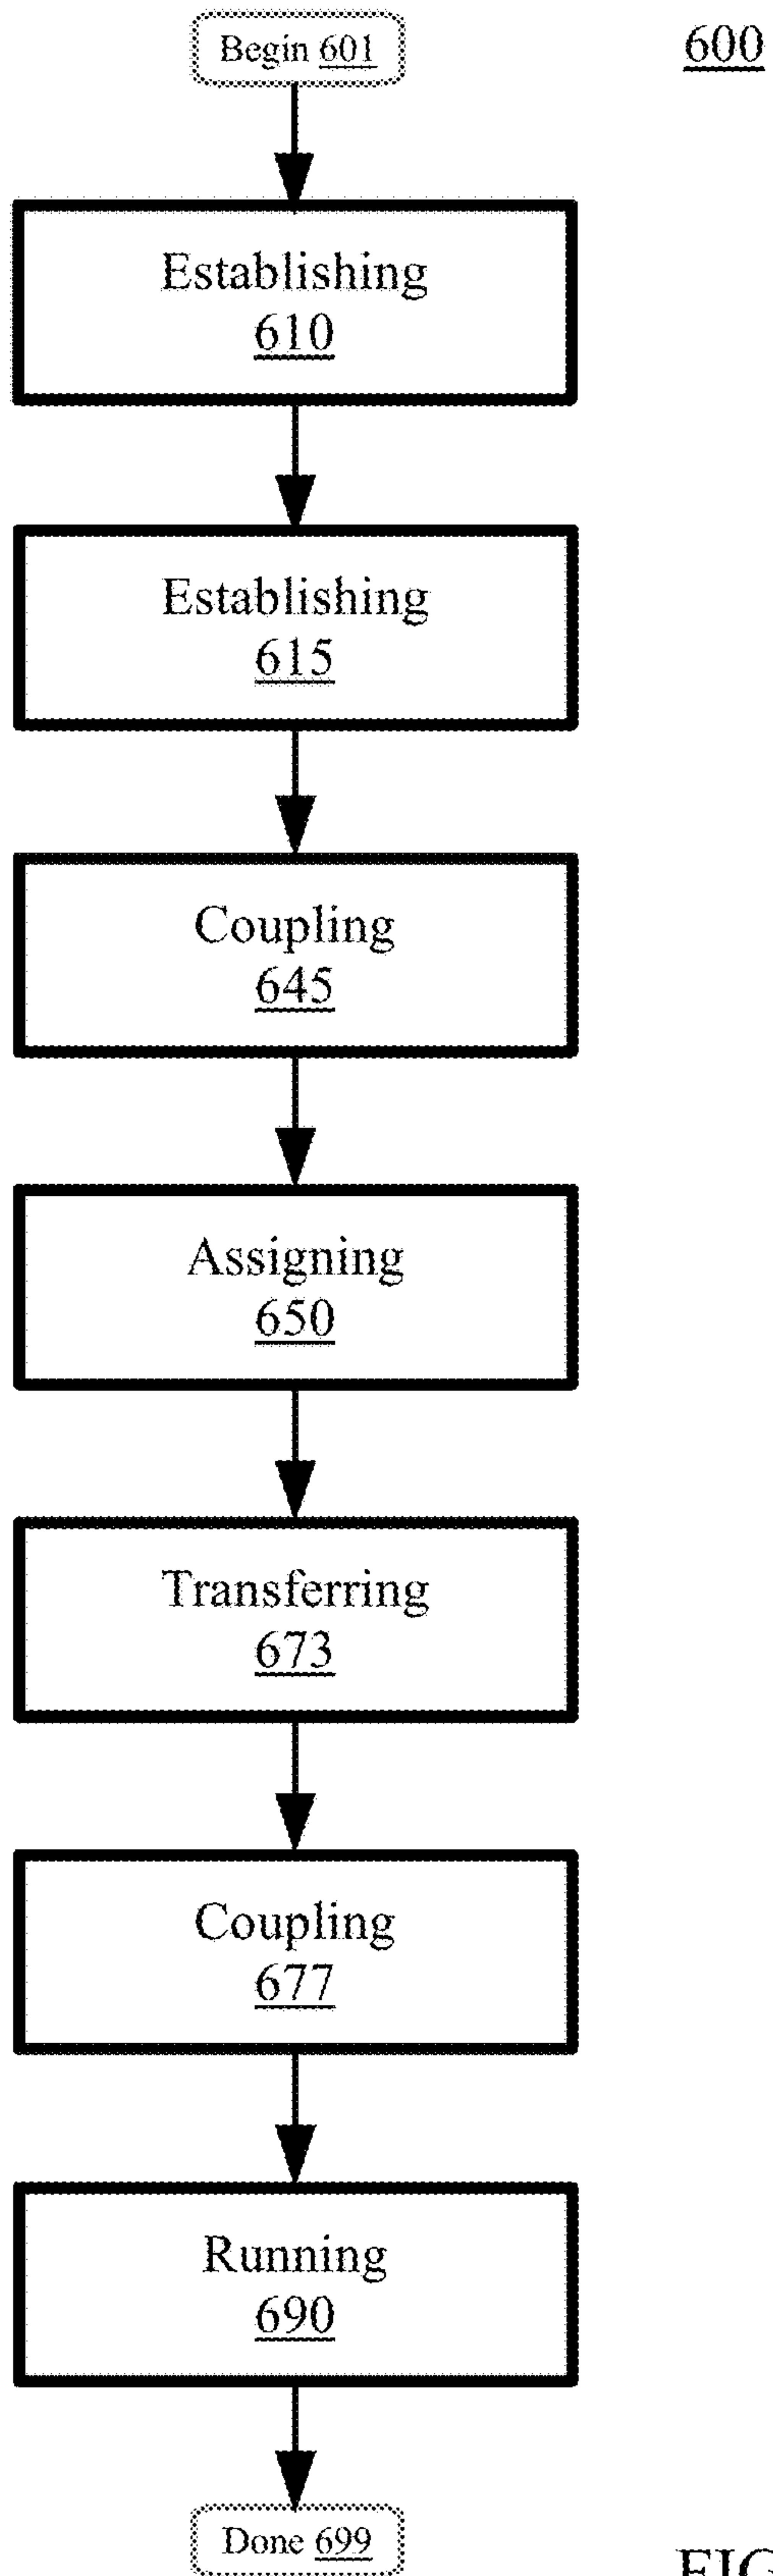 Begin 601
600
Establishing
610
Establishing
615
Coupling
645
Assigning
650
Transferring
673
Coupling
677
Running
690
Done 699
FIG